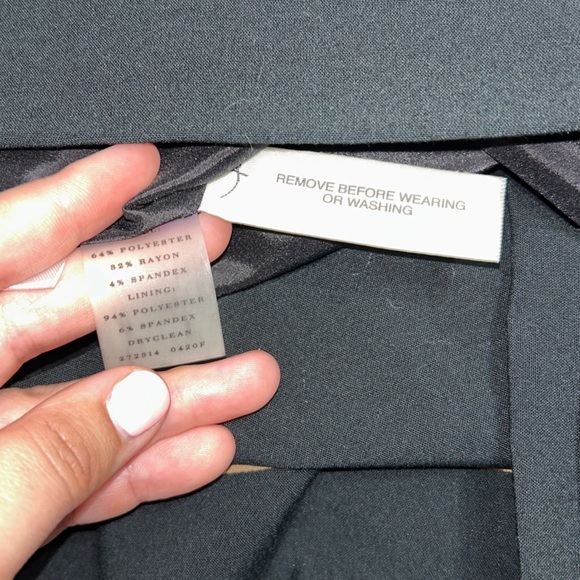 REMOVE BEFORE WEARING
OR WASHING
64% POLYESTER
32% RAYON
4% SPANDEX
LINING:
94% POLYESTER
6% SPANDEX
DRYCLEAN
272314 0420F